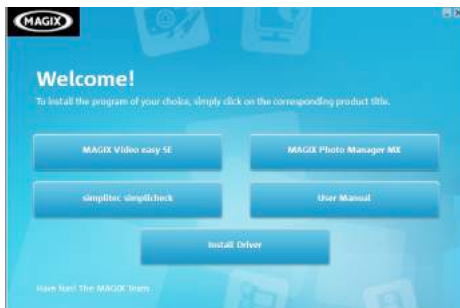 MAGIX
Welcome!
To install the program of your choice, simply click on the corresponding product title.
MAGIX Video easy SE
MAGIX Photo Manager MX
simplitec simplicheck
User Manual
Install Driver
Have fun! The MAGIX Team